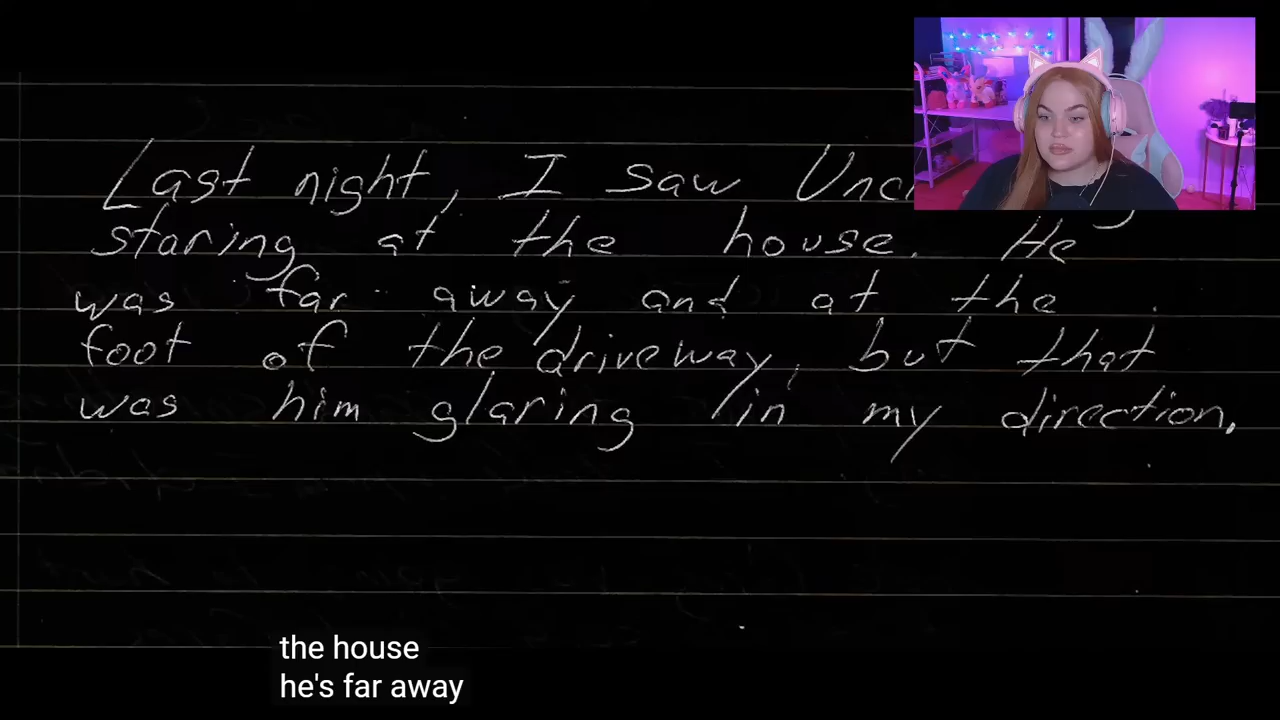 Last night, I saw
staring at the house. He
was far away and at the
foot of the driveway, but that
was him glaring in my direction.
the house
he's far away